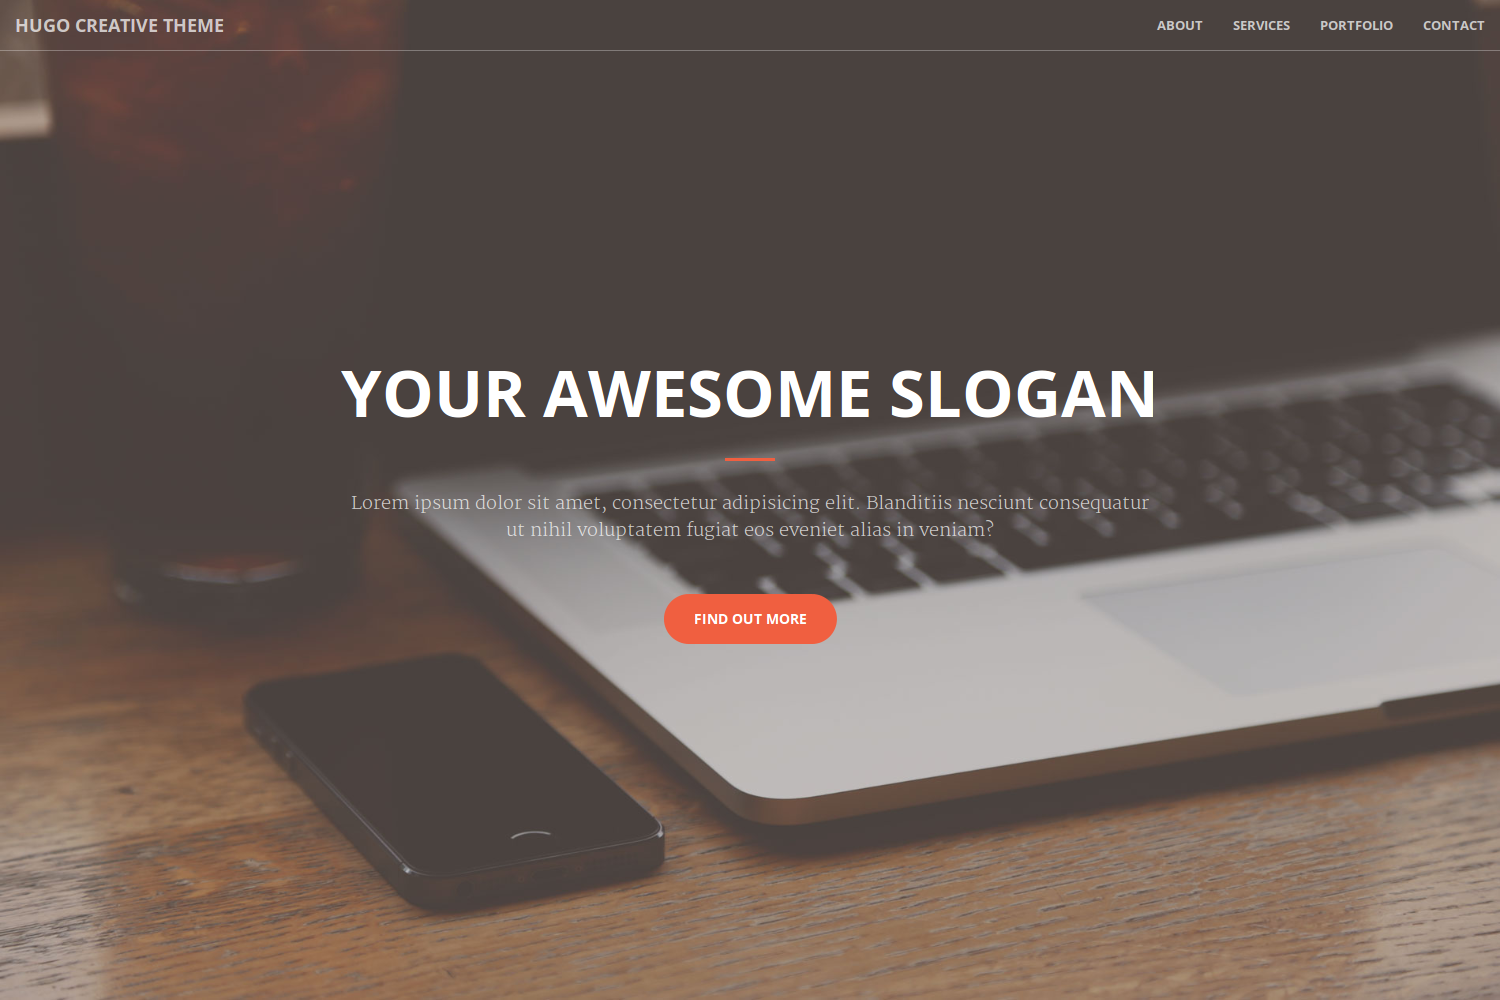 HUGO CREATIVE THEME
ABOUT SERVICES PORTFOLIO CONTACT
YOUR AWESOME SLOGAN
Lorem ipsum dolor sit amet, consectetur adipisicing elit. Blanditiis nesciunt consequatur
ut nihil voluptatem fugiat eos eveniet alias in veniam?
FIND OUT MORE